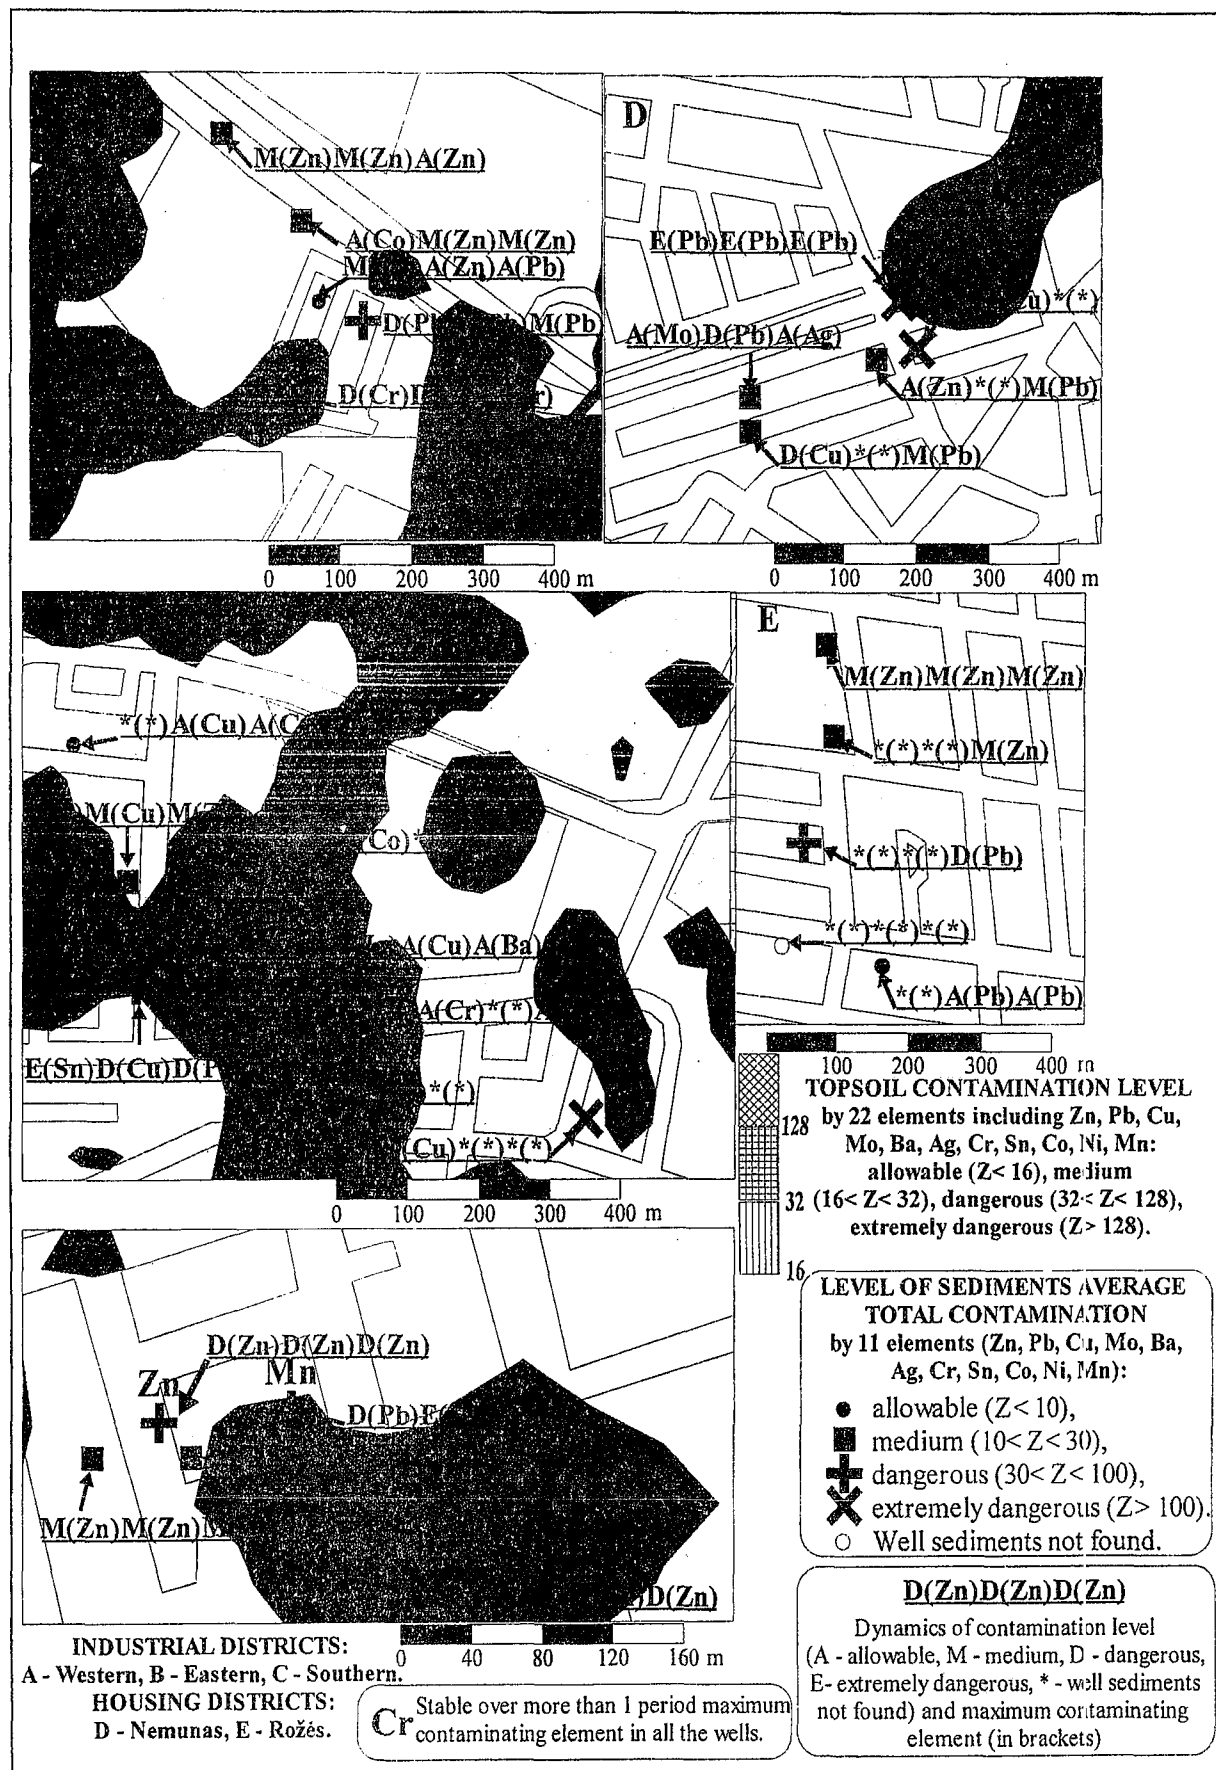 M(Zn)M(Zn)A(Zn)
A(Co)M(Zn)M(Zn)
A(Zn)A(Pb)
M(Pb)
D(Cr)
D
E(Pb)E(Pb)E(Pb)
*(*)
A(Mo)D(Pb)A(Ag)
A(Zn)*(*)M(Pb)
D(Cu)*(*)M(Pb)
0 100 200 300 400 m
0 100 200 300 400 m
*(*)A(Cu)
M(Cu)
(Co)
A(Cu)A(Ba)
A(Cr)*(*)
E(Sn)D(Cu)
*(*)
Cu)*(*)*(*)
0 100 200 300 400 m
E
M(Zn)M(Zn)M(Zn)
*(*)*(*)M(Zn)
*(*)*(*)D(Pb)
*(*)*(*)*(*)
*(*)A(Pb)A(Pb)
100 200 300 400 m
128
32
16
TOPSOIL CONTAMINATION LEVEL
by 22 elements including Zn, Pb, Cu,
Mo, Ba, Ag, Cr, Sn, Co, Ni, Mn:
allowable (Z< 16), medium
(16< Z< 32), dangerous (32< Z< 128),
extremely dangerous (Z> 128).
LEVEL OF SEDIMENTS AVERAGE
TOTAL CONTAMINATION
by 11 elements (Zn, Pb, Cu, Mo, Ba,
Ag, Cr, Sn, Co, Ni, Mn):
allowable (Z< 10),
medium (10< Z< 30),
dangerous (30< Z< 100),
extremely dangerous (Z> 100).
Well sediments not found.
D(Zn)D(Zn)D(Zn)
Zn
Mn
D(Pb)
M(Zn)M(Zn)
D(Zn)
0 40 80 120 160 m
INDUSTRIAL DISTRICTS:
A - Western, B - Eastern, C - Southern.
HOUSING DISTRICTS:
D - Nemunas, E - Rožės.
Cr Stable over more than 1 period maximum
contaminating element in all the wells.
D(Zn)D(Zn)D(Zn)
Dynamics of contamination level
(A - allowable, M - medium, D - dangerous,
E- extremely dangerous, * - well sediments
not found) and maximum contaminating
element (in brackets)